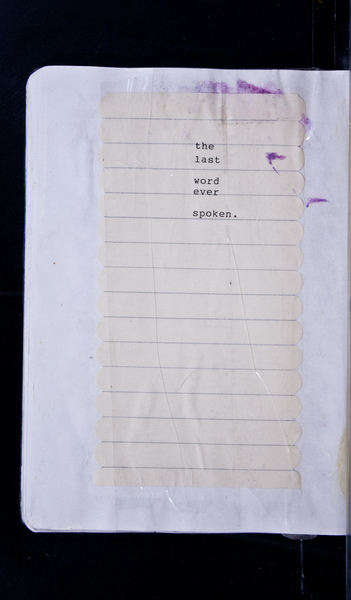 the
last
word
ever
spoken.